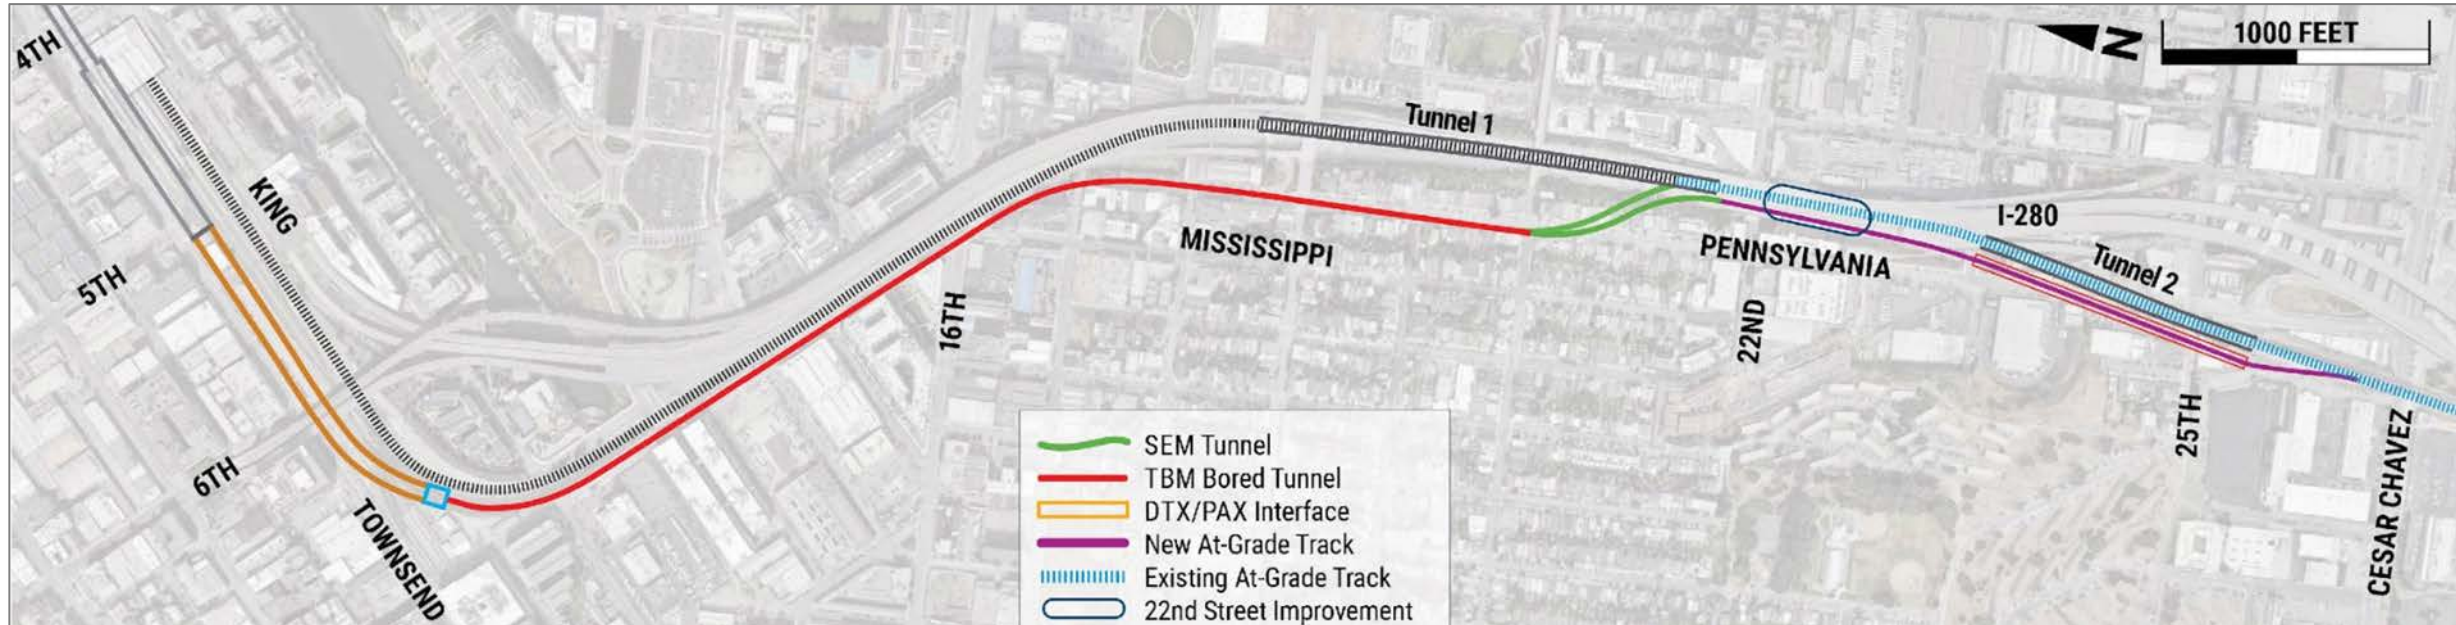 4TH
N
1000 FEET
Tunnel 1
KING
I-280
MISSISSIPPI
PENNSYLVANIA
Tunnel 2
5TH
16TH
22ND
25TH
6TH
TOWNSEND
CESAR CHAVEZ
SEM Tunnel
TBM Bored Tunnel
DTX/PAX Interface
New At-Grade Track
Existing At-Grade Track
22nd Street Improvement